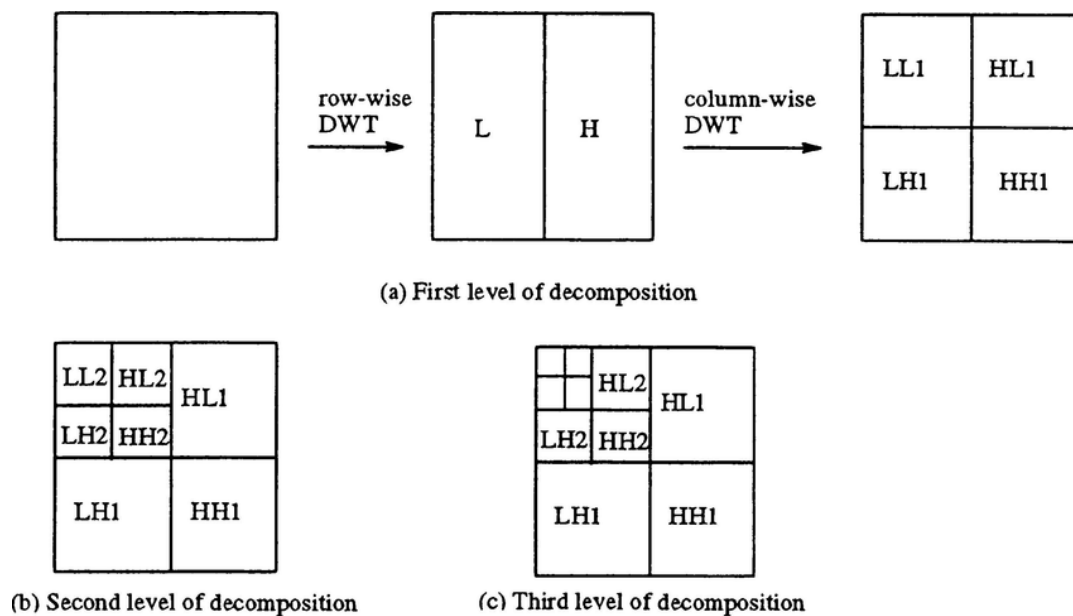 row-wise
DWT
L
H
column-wise
DWT
LL1
HL1
LH1
HH1
(a) First level of decomposition
LL2
HL2
HL1
LH2
HH2
LH1
HH1
(b) Second level of decomposition
HL2
HL1
LH2
HH2
LH1
HH1
(c) Third level of decomposition